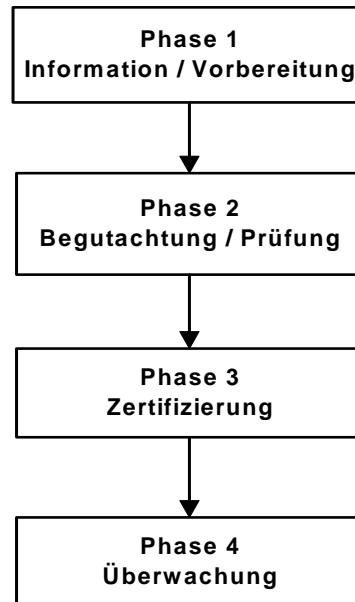 Phase 1
Information / Vorbereitung
Phase 2
Begutachtung / Prüfung
Phase 3
Zertifizierung
Phase 4
Überwachung